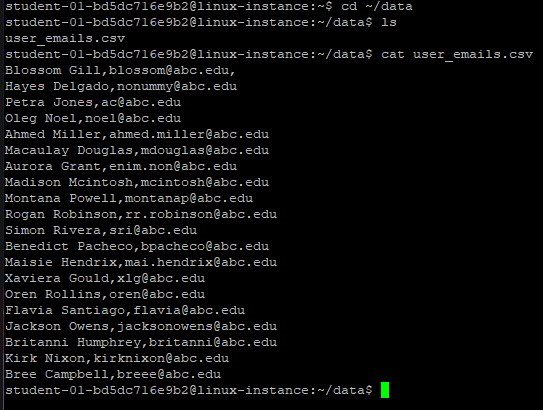 student-01-bd5dc716e9b2@linux-instance:~$ cd ~/data
student-01-bd5dc716e9b2@linux-instance:~/data$ ls
user_emails.csv
student-01-bd5dc716e9b2@linux-instance:~/data$ cat user_emails.csv
Blossom Gill,blossom@abc.edu,
Hayes Delgado,nonummy@abc.edu
Petra Jones,ac@abc.edu
Oleg Noel,noel@abc.edu
Ahmed Miller,ahmed.miller@abc.edu
Macaulay Douglas,mdouglas@abc.edu
Aurora Grant,enim.non@abc.edu
Madison Mcintosh,mcintosh@abc.edu
Montana Powell,montanap@abc.edu
Rogan Robinson,rr.robinson@abc.edu
Simon Rivera,sri@abc.edu
Benedict Pacheco,bpacheco@abc.edu
Maisie Hendrix,mai.hendrix@abc.edu
Xaviera Gould,xlg@abc.edu
Oren Rollins,oren@abc.edu
Flavia Santiago,flavia@abc.edu
Jackson Owens,jacksonowens@abc.edu
Britanni Humphrey,britanni@abc.edu
Kirk Nixon,kirknixon@abc.edu
Bree Campbell,breee@abc.edu
student-01-bd5dc716e9b2@linux-instance:~/data$